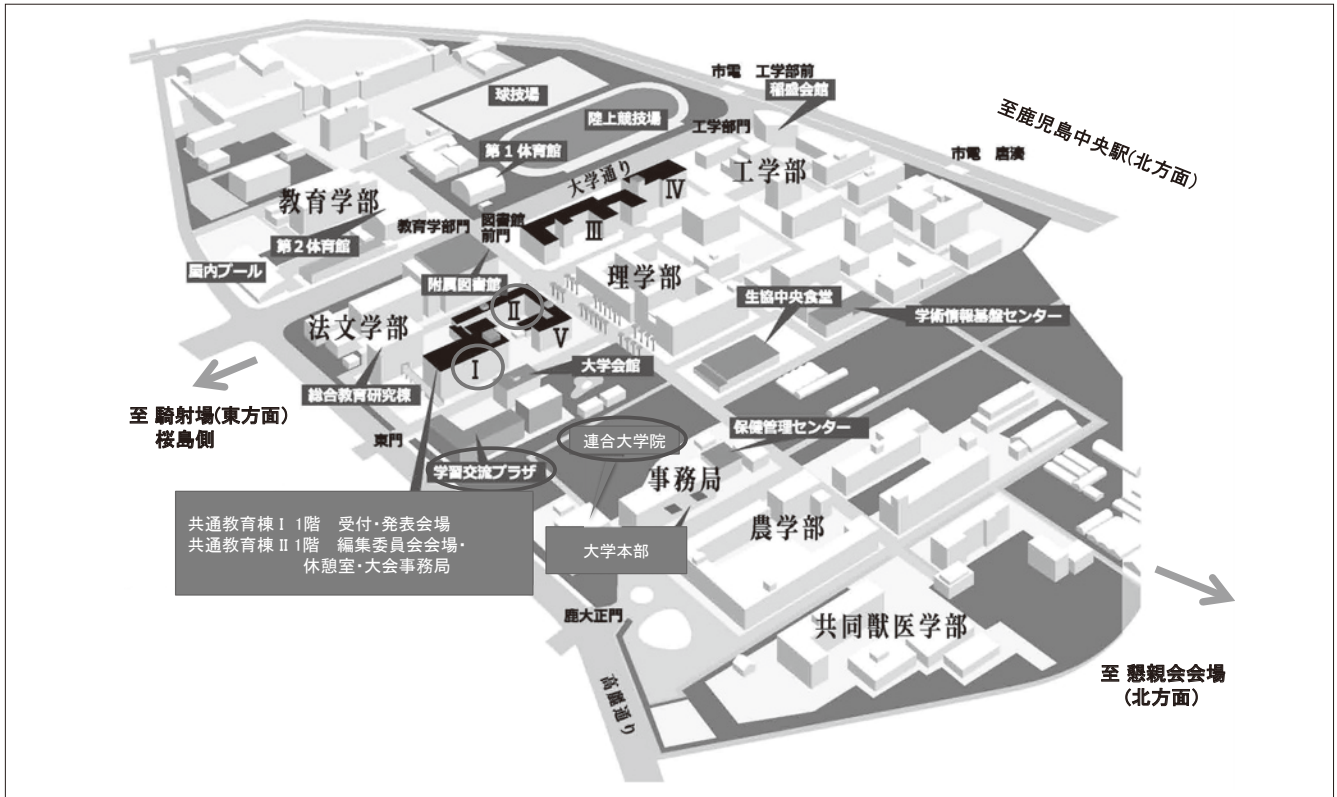 市電 工学部前
稲盛会館
至鹿児島中央駅(北方面)
球技場
陸上競技場
工学部門
市電 唐湊
第1体育館
大学通り
工学部
教育学部
Ⅳ
教育学部門
図書館
前門
Ⅲ
第2体育館
屋内プール
理学部
附属図書館
生協中央食堂
Ⅱ
学術情報基盤センター
法文学部
Ⅴ
Ⅰ
大学会館
総合教育研究棟
至 騎射場(東方面)
桜島側
東門
連合大学院
保健管理センター
学習交流プラザ
事務局
共通教育棟Ⅰ 1階 受付・発表会場
共通教育棟Ⅱ 1階 編集委員会会場・
休憩室・大会事務局
大学本部
農学部
鹿大正門
共同獣医学部
至 懇親会会場
(北方面)
高麗通り